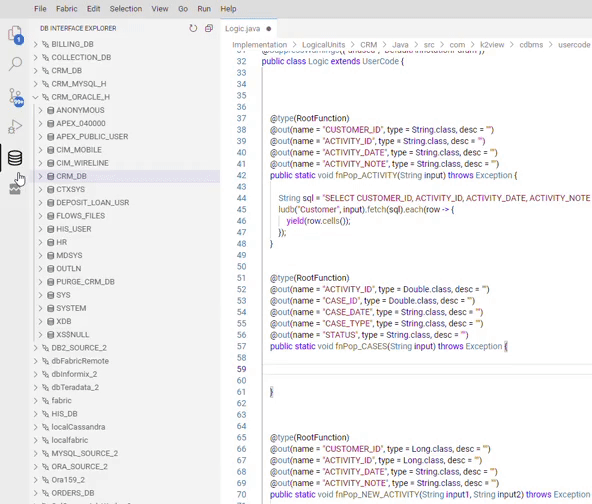 File Fabric Edit Selection View Go Run Help
DB INTERFACE EXPLORER
BILLING_DB
COLLECTION_DB
CRM_DB
CRM_MYSQL_H
CRM_ORACLE_H
ANONYMOUS
APEX_040000
APEX_PUBLIC_USER
CIM_MOBILE
CIM_WIRELINE
CRM_DB
CTXSYS
DEPOSIT_LOAN_USR
FLOWS_FILES
HIS_USER
HR
MDSYS
OUTLN
PURGE_CRM_DB
SYS
SYSTEM
XDB
XS$NULL
DB2_SOURCE_2
dbFabricRemote
dbInformix_2
dbTeradata_2
fabric
HIS_DB
localCassandra
localfabric
MYSQL_SOURCE_2
ORA_SOURCE_2
Ora159_2
ORDERS_DB
1
99+
Logic.java
Implementation > LogicalUnits > CRM > Java > src > com > k2view > cdbms > usercode
32 public class Logic extends UserCode {
33
34
35
36
37 @type(RootFunction)
38 @out(name = "CUSTOMER_ID", type = String.class, desc = "")
39 @out(name = "ACTIVITY_ID", type = String.class, desc = "")
40 @out(name = "ACTIVITY_DATE", type = String.class, desc = "")
41 @out(name = "ACTIVITY_NOTE", type = String.class, desc = "")
42 public static void fnPop_ACTIVITY(String input) throws Exception {
43
44 String sql = "SELECT CUSTOMER_ID, ACTIVITY_ID, ACTIVITY_DATE, ACTIVITY_NOTE
45 ludb("Customer", input).fetch(sql).each(row -> {
46 yield(row.cells());
47 });
48 }
49
50
51 @type(RootFunction)
52 @out(name = "ACTIVITY_ID", type = Double.class, desc = "")
53 @out(name = "CASE_ID", type = Double.class, desc = "")
54 @out(name = "CASE_DATE", type = String.class, desc = "")
55 @out(name = "CASE_TYPE", type = String.class, desc = "")
56 @out(name = "STATUS", type = String.class, desc = "")
57 public static void fnPop_CASES(String input) throws Exception {
58
59
60
61 }
62
63
64
65 @type(RootFunction)
66 @out(name = "CUSTOMER_ID", type = Long.class, desc = "")
67 @out(name = "ACTIVITY_ID", type = Long.class, desc = "")
68 @out(name = "ACTIVITY_DATE", type = String.class, desc = "")
69 @out(name = "ACTIVITY_NOTE", type = String.class, desc = "")
70 public static void fnPop_NEW_ACTIVITY(String input1, String input2) throws Exception